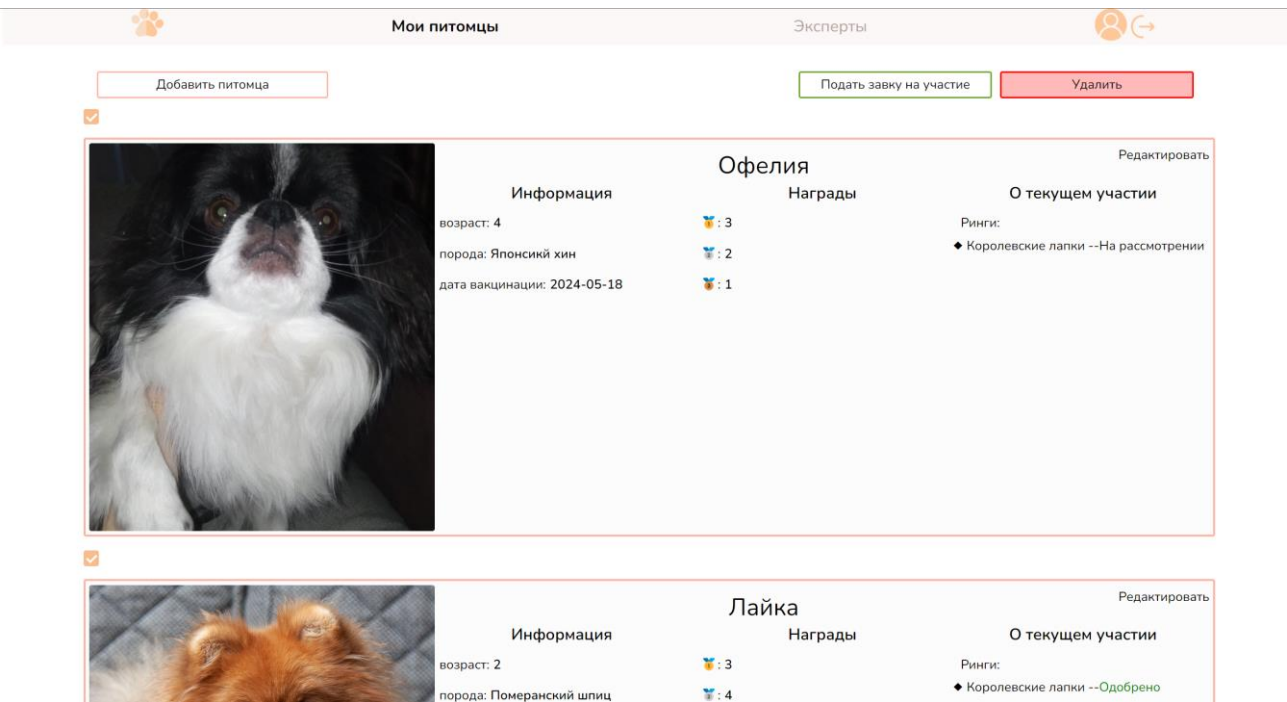 Мои питомцы
Эксперты
Добавить питомца
Подать завку на участие
Удалить
Офелия
Редактировать
Информация
Награды
О текущем участии
возраст: 4
🥇: 3
Ринги:
порода: Японсикй хин
🥈: 2
◆ Королевские лапки --На рассмотрении
дата вакцинации: 2024-05-18
🥉: 1
Лайка
Редактировать
Информация
Награды
О текущем участии
возраст: 2
🥇: 3
Ринги:
порода: Померанский шпиц
🥈: 4
◆ Королевские лапки --Одобрено